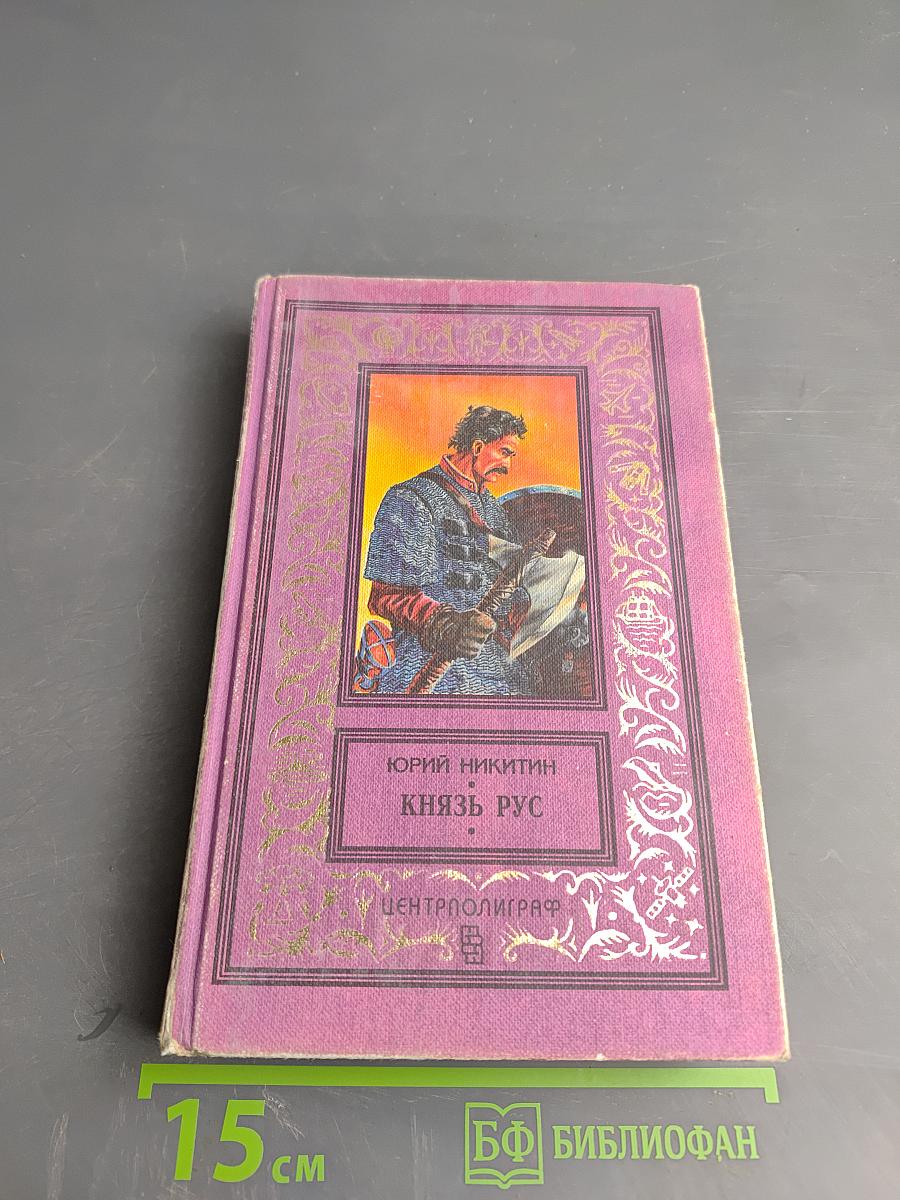 ЮРИЙ НИКИТИН
КНЯЗЬ РУС
ЦЕНТРПОЛИГРАФ
15 см
БФ БИБЛИОФАН